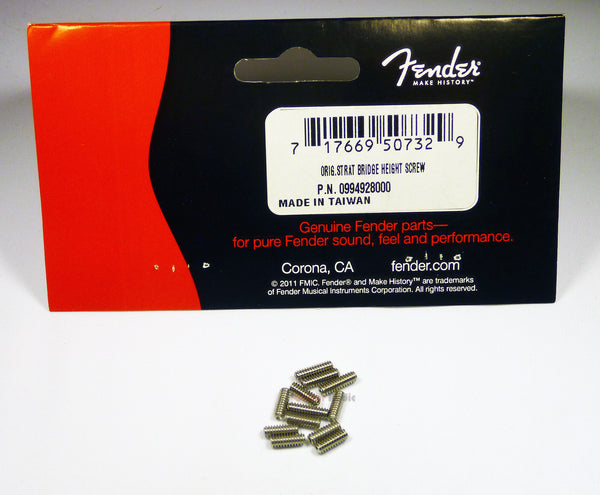 Fender
MAKE HISTORY™
7 17669 50732 9
ORIG.STRAT BRIDGE HEIGHT SCREW
P.N. 0994928000
MADE IN TAIWAN
Genuine Fender parts—
for pure Fender sound, feel and performance.
Corona, CA fender.com
© 2011 FMIC. Fender® and Make History™ are trademarks
of Fender Musical Instruments Corporation. All rights reserved.